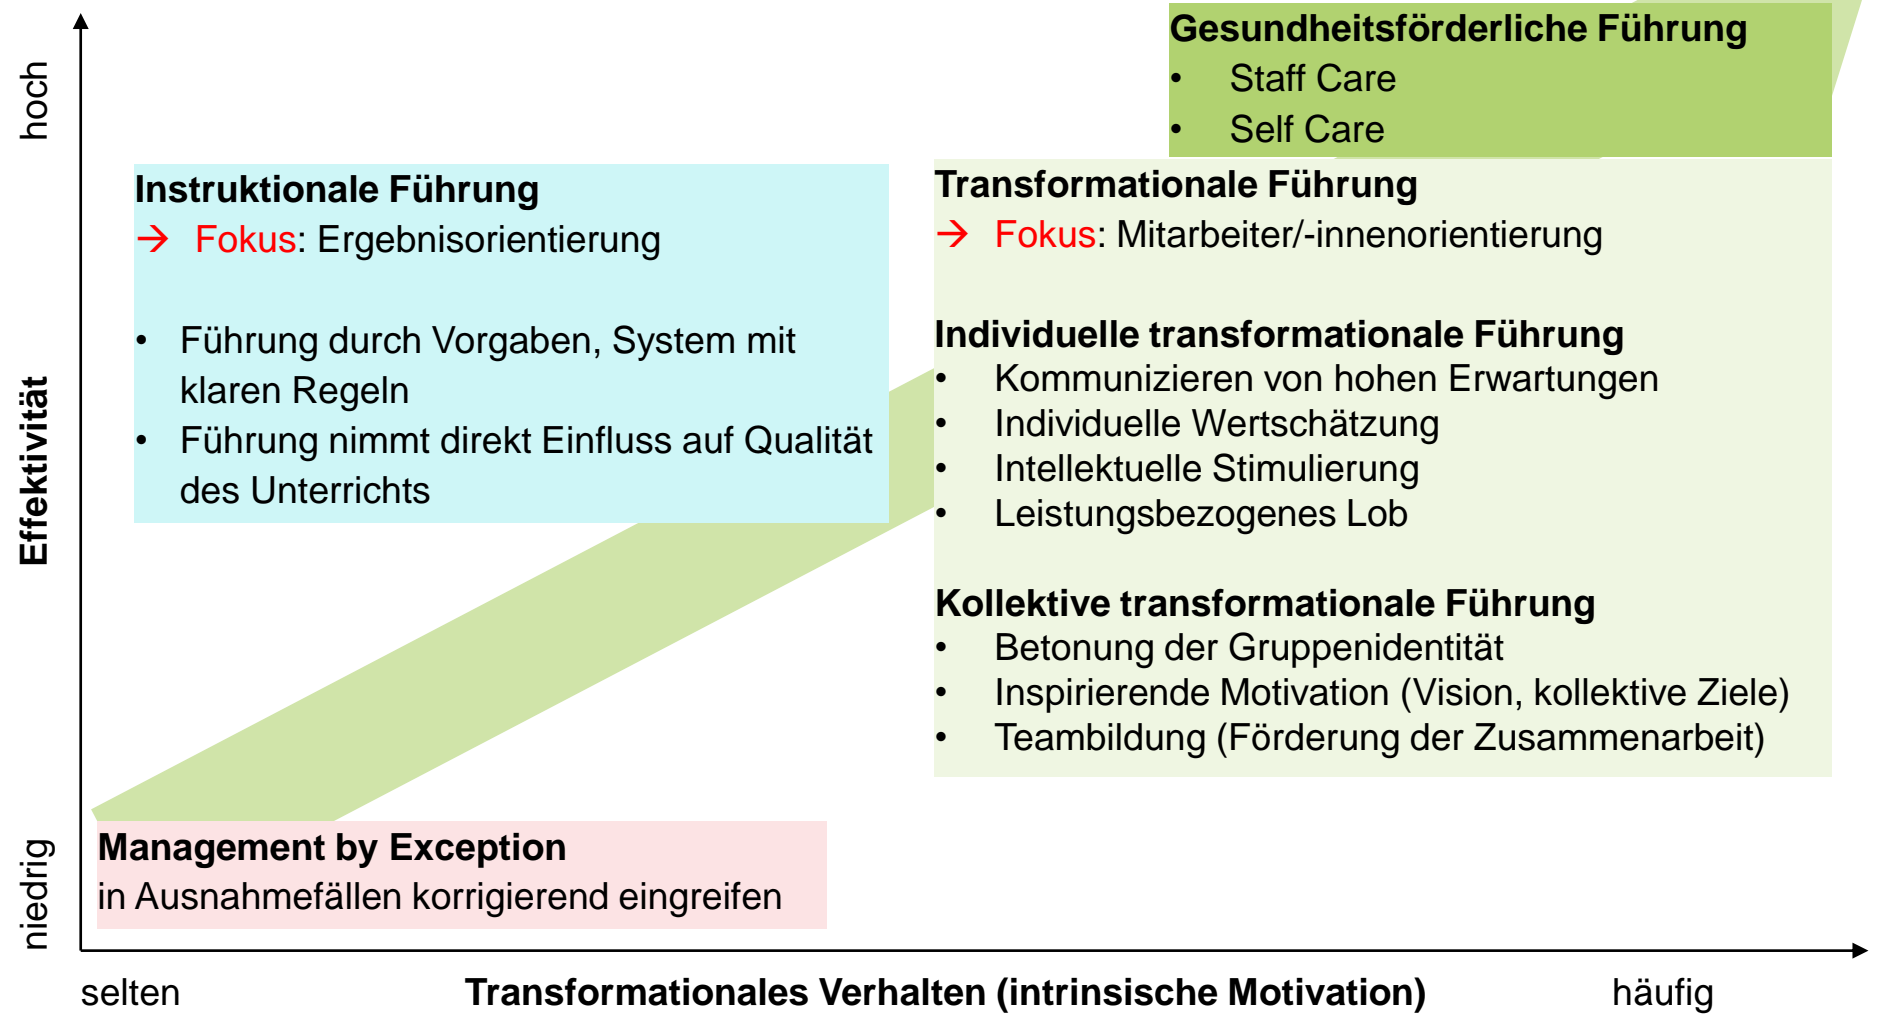 Gesundheitsförderliche Führung
• Staff Care
• Self Care
hoch
Effektivität
niedrig
Instruktionale Führung
→ Fokus: Ergebnisorientierung
• Führung durch Vorgaben, System mit
klaren Regeln
• Führung nimmt direkt Einfluss auf Qualität
des Unterrichts
Transformationale Führung
→ Fokus: Mitarbeiter/-innenorientierung
Individuelle transformationale Führung
• Kommunizieren von hohen Erwartungen
• Individuelle Wertschätzung
• Intellektuelle Stimulierung
• Leistungsbezogenes Lob
Kollektive transformationale Führung
• Betonung der Gruppenidentität
• Inspirierende Motivation (Vision, kollektive Ziele)
• Teambildung (Förderung der Zusammenarbeit)
Management by Exception
in Ausnahmefällen korrigierend eingreifen
selten
Transformationales Verhalten (intrinsische Motivation)
häufig